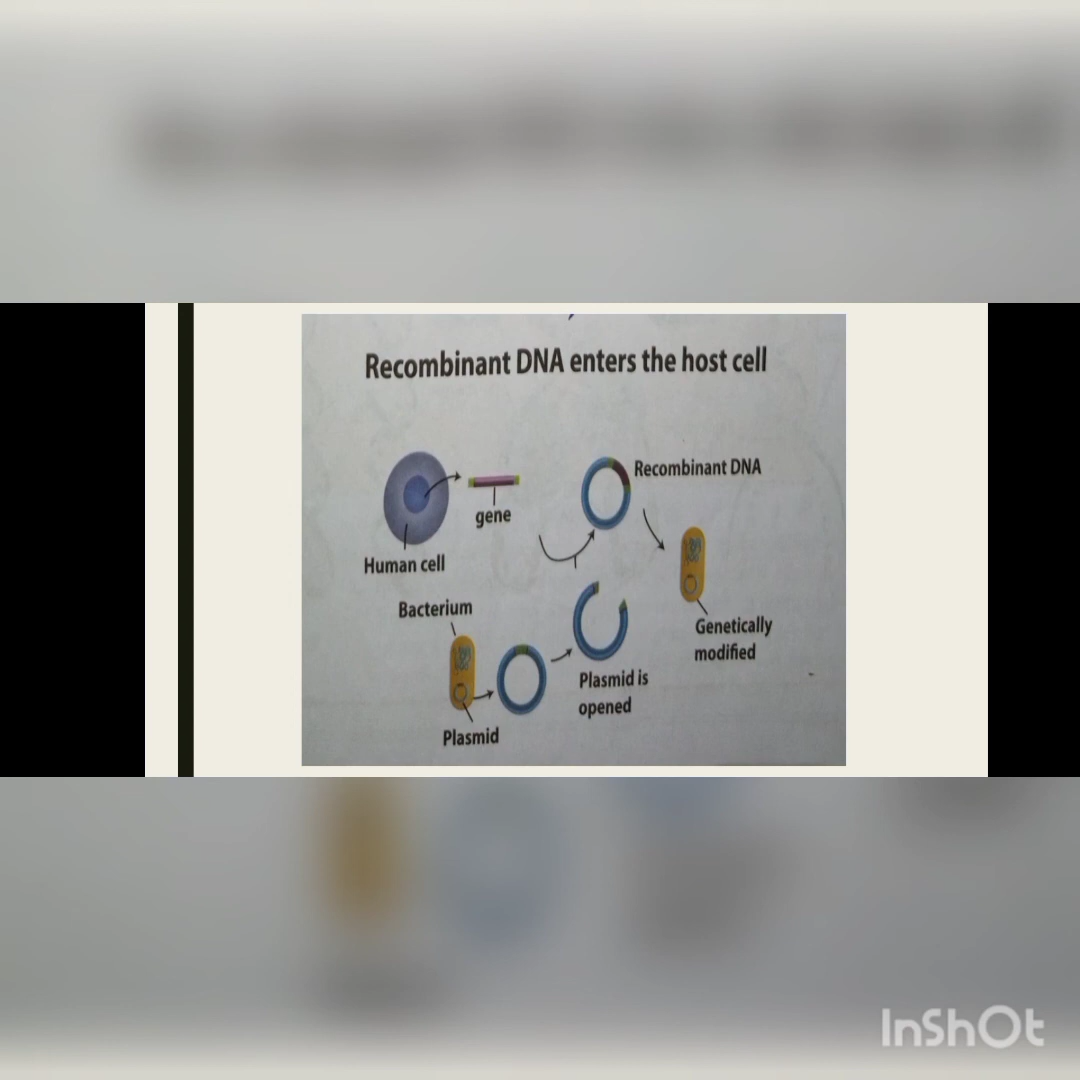 Recombinant DNA enters the host cell
Recombinant DNA
gene
Human cell
Bacterium
Genetically
modified
Plasmid is
opened
Plasmid
InShOt